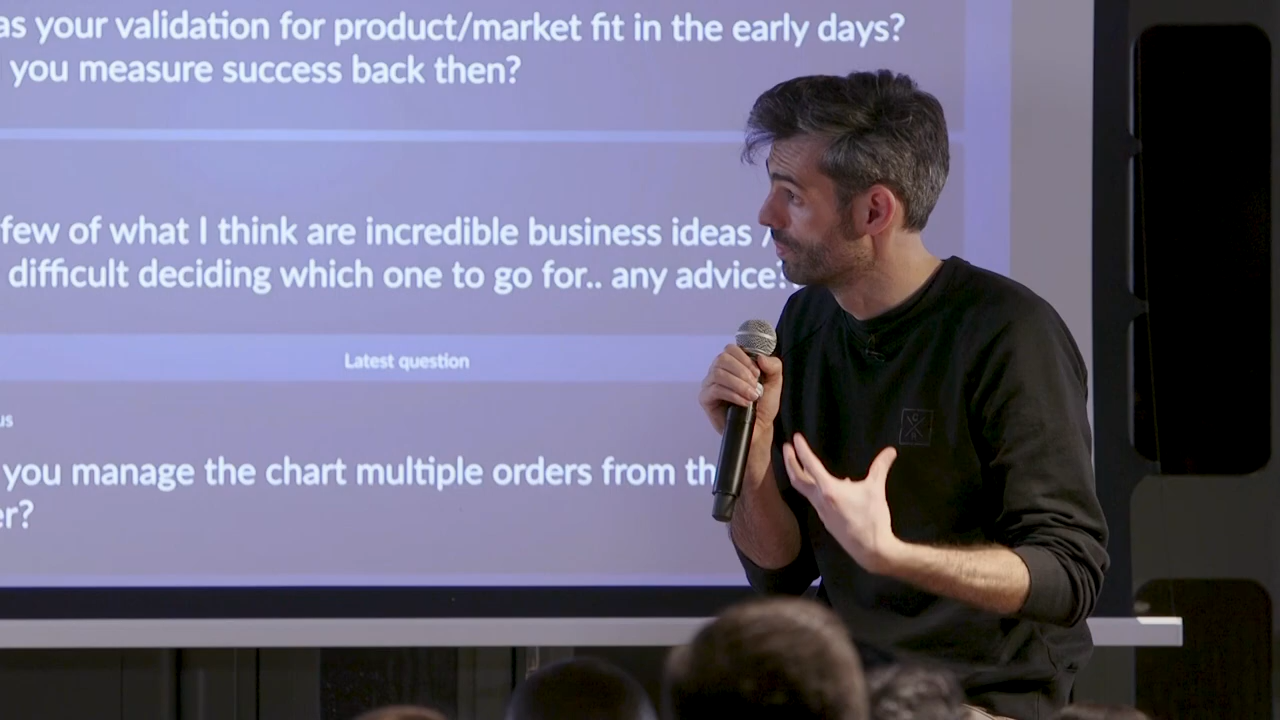 as your validation for product/market fit in the early days?
you measure success back then?
few of what I think are incredible business ideas /
difficult deciding which one to go for.. any advice?
Latest question
us
you manage the chart multiple orders from th
er?